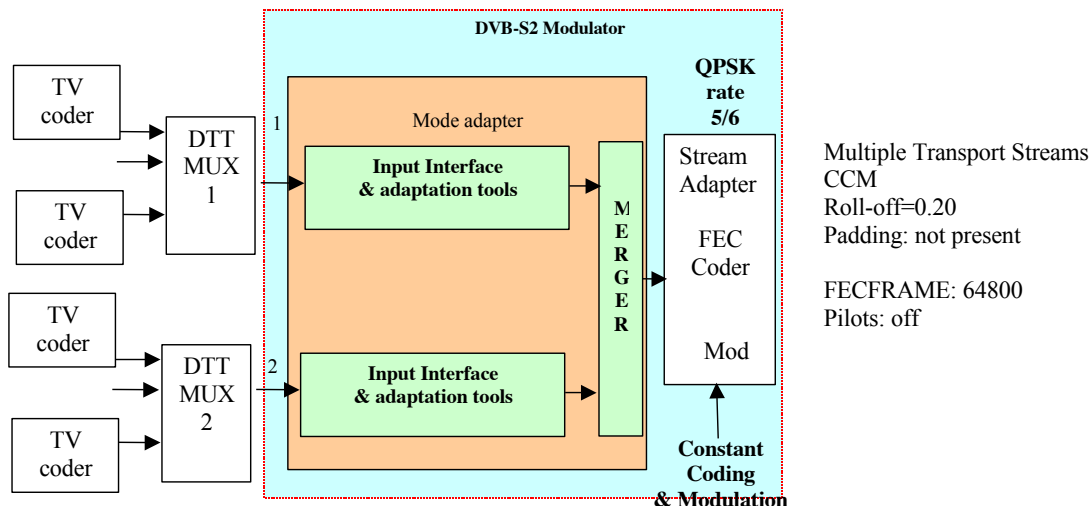 DVB-S2 Modulator
TV
coder
TV
coder
DTT
MUX
1
1
Mode adapter
Input Interface
& adaptation tools
M
E
R
G
E
R
QPSK
rate
5/6
Stream
Adapter
FEC
Coder
Mod
Multiple Transport Streams
CCM
Roll-off=0.20
Padding: not present
FECFRAME: 64800
Pilots: off
TV
coder
TV
coder
DTT
MUX
2
2
Input Interface
& adaptation tools
Constant
Coding
& Modulation